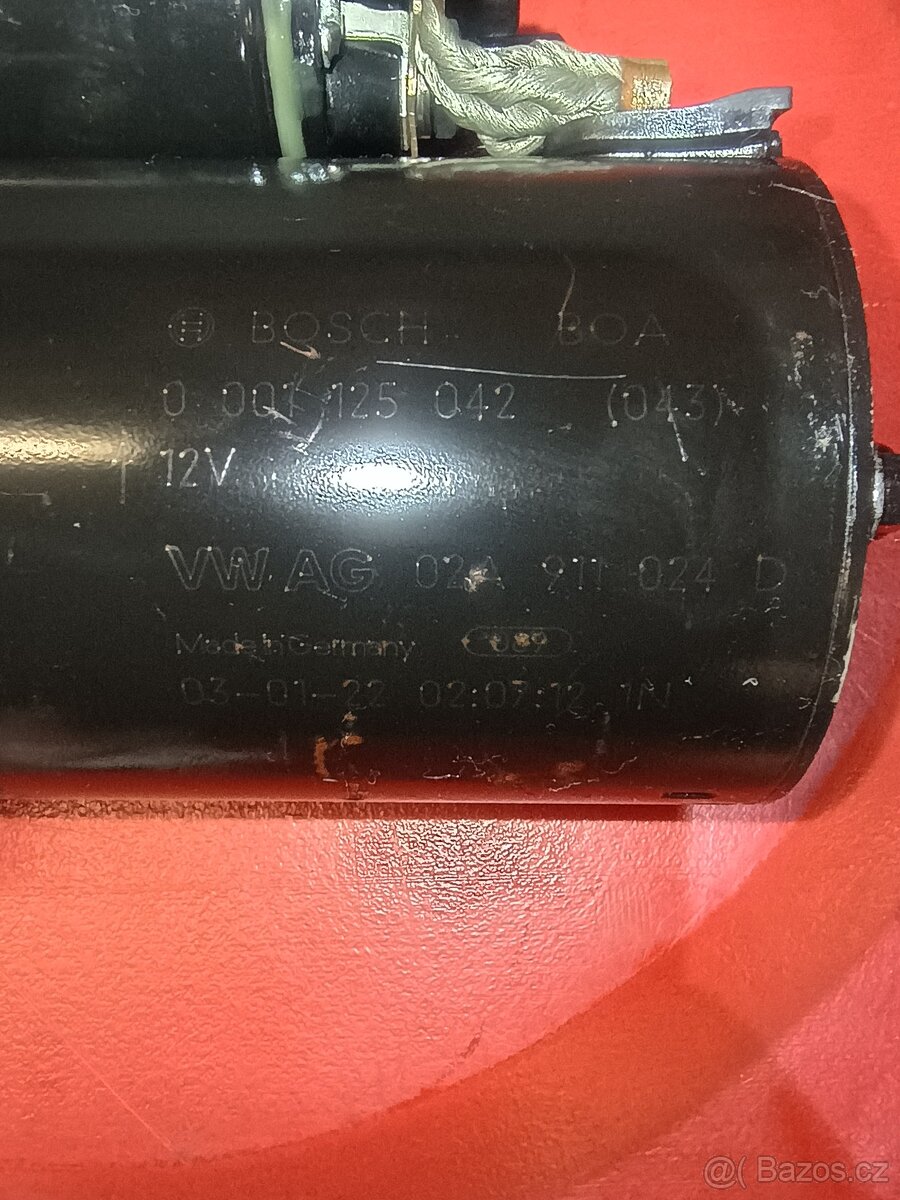 BOSCH BOA
0 001 125 042 (043)
12V
VW AG 02A 911 024 D
Made in Germany 089
03-01-22 02:07:12 1N
@( Bazos.cz